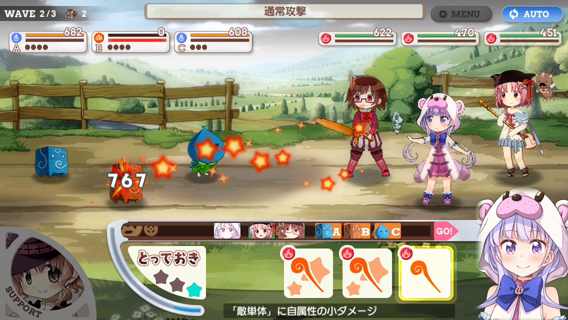 WAVE 2/3 2
通常攻撃
MENU
AUTO
682
A
0
B
608
C
622
470
451
767
A B C GO!
とっておき
SUPPORT
「敵単体」に自属性の小ダメージ